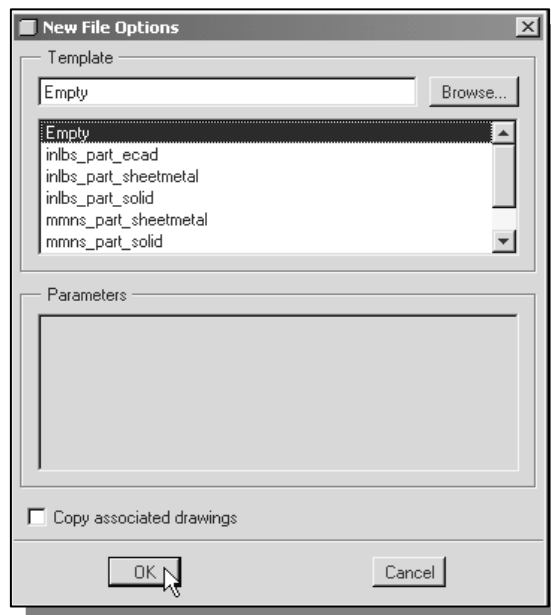 New File Options
Template
Empty
Browse...
Empty
inlbs_part_ecad
inlbs_part_sheetmetal
inlbs_part_solid
mmns_part_sheetmetal
mmns_part_solid
Parameters
Copy associated drawings
OK
Cancel